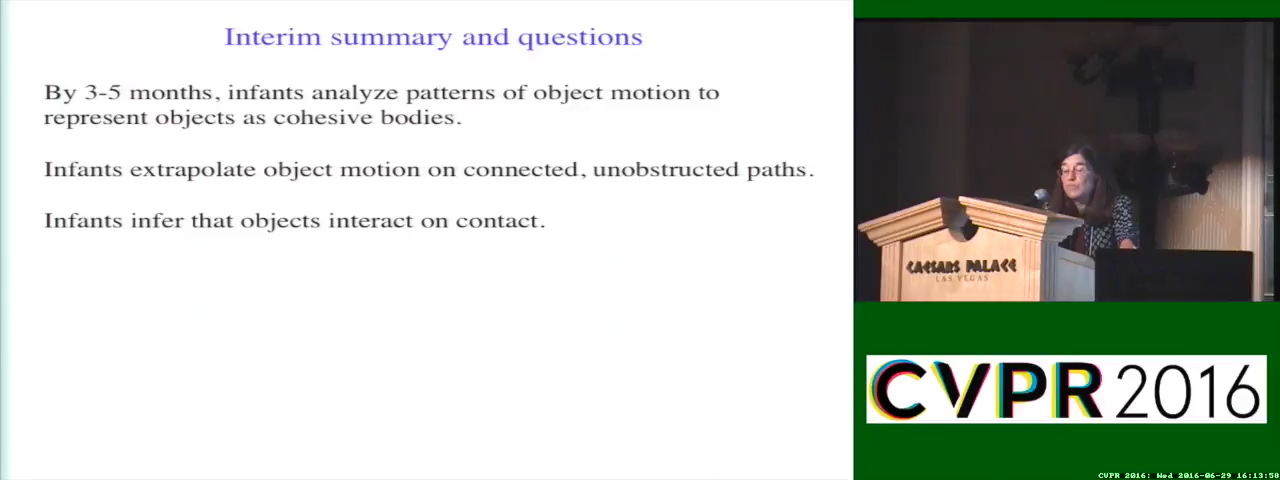 Interim summary and questions
By 3-5 months, infants analyze patterns of object motion to
represent objects as cohesive bodies.
Infants extrapolate object motion on connected, unobstructed paths.
Infants infer that objects interact on contact.
CAESARS PALACE
LAS VEGAS
CVPR 2016
CVPR 2016: Wed 2016-06-29 16:13:58